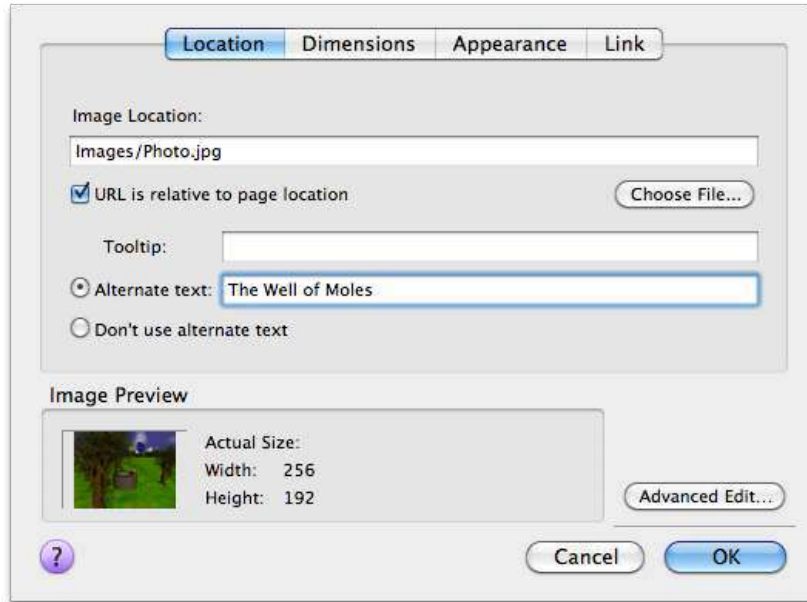 Location Dimensions Appearance Link
Image Location:
Images/Photo.jpg
URL is relative to page location Choose File...
Tooltip:
Alternate text: The Well of Moles
Don't use alternate text
Image Preview
Actual Size:
Width: 256
Height: 192
Advanced Edit...
? Cancel OK